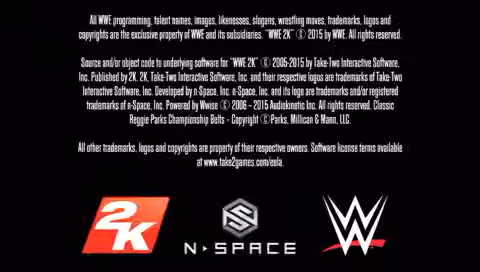 All WWE programming, talent names, images, likenesses, slogans, wrestling moves, trademarks, logos and
copyrights are the exclusive property of WWE and its subsidiaries. "WWE 2K" © 2015 by WWE. All rights reserved.
Source and/or object code to underlying software for "WWE 2K" © 2005-2015 by Take-Two Interactive Software,
Inc. Published by 2K. 2K, Take-Two Interactive Software, Inc. and their respective logos are trademarks of Take-Two
Interactive Software, Inc. Developed by n-Space, Inc. n-Space, Inc. and its logo are trademarks and/or registered
trademarks of n-Space, Inc. Powered by Wwise © 2006 - 2015 Audiokinetic Inc. All rights reserved. Classic
Reggie Parks Championship Belts - Copyright ©Parks, Millican & Mann, LLC.
All other trademarks, logos and copyrights are property of their respective owners. Software license terms available
at www.take2games.com/eula.
2K
N-SPACE
W